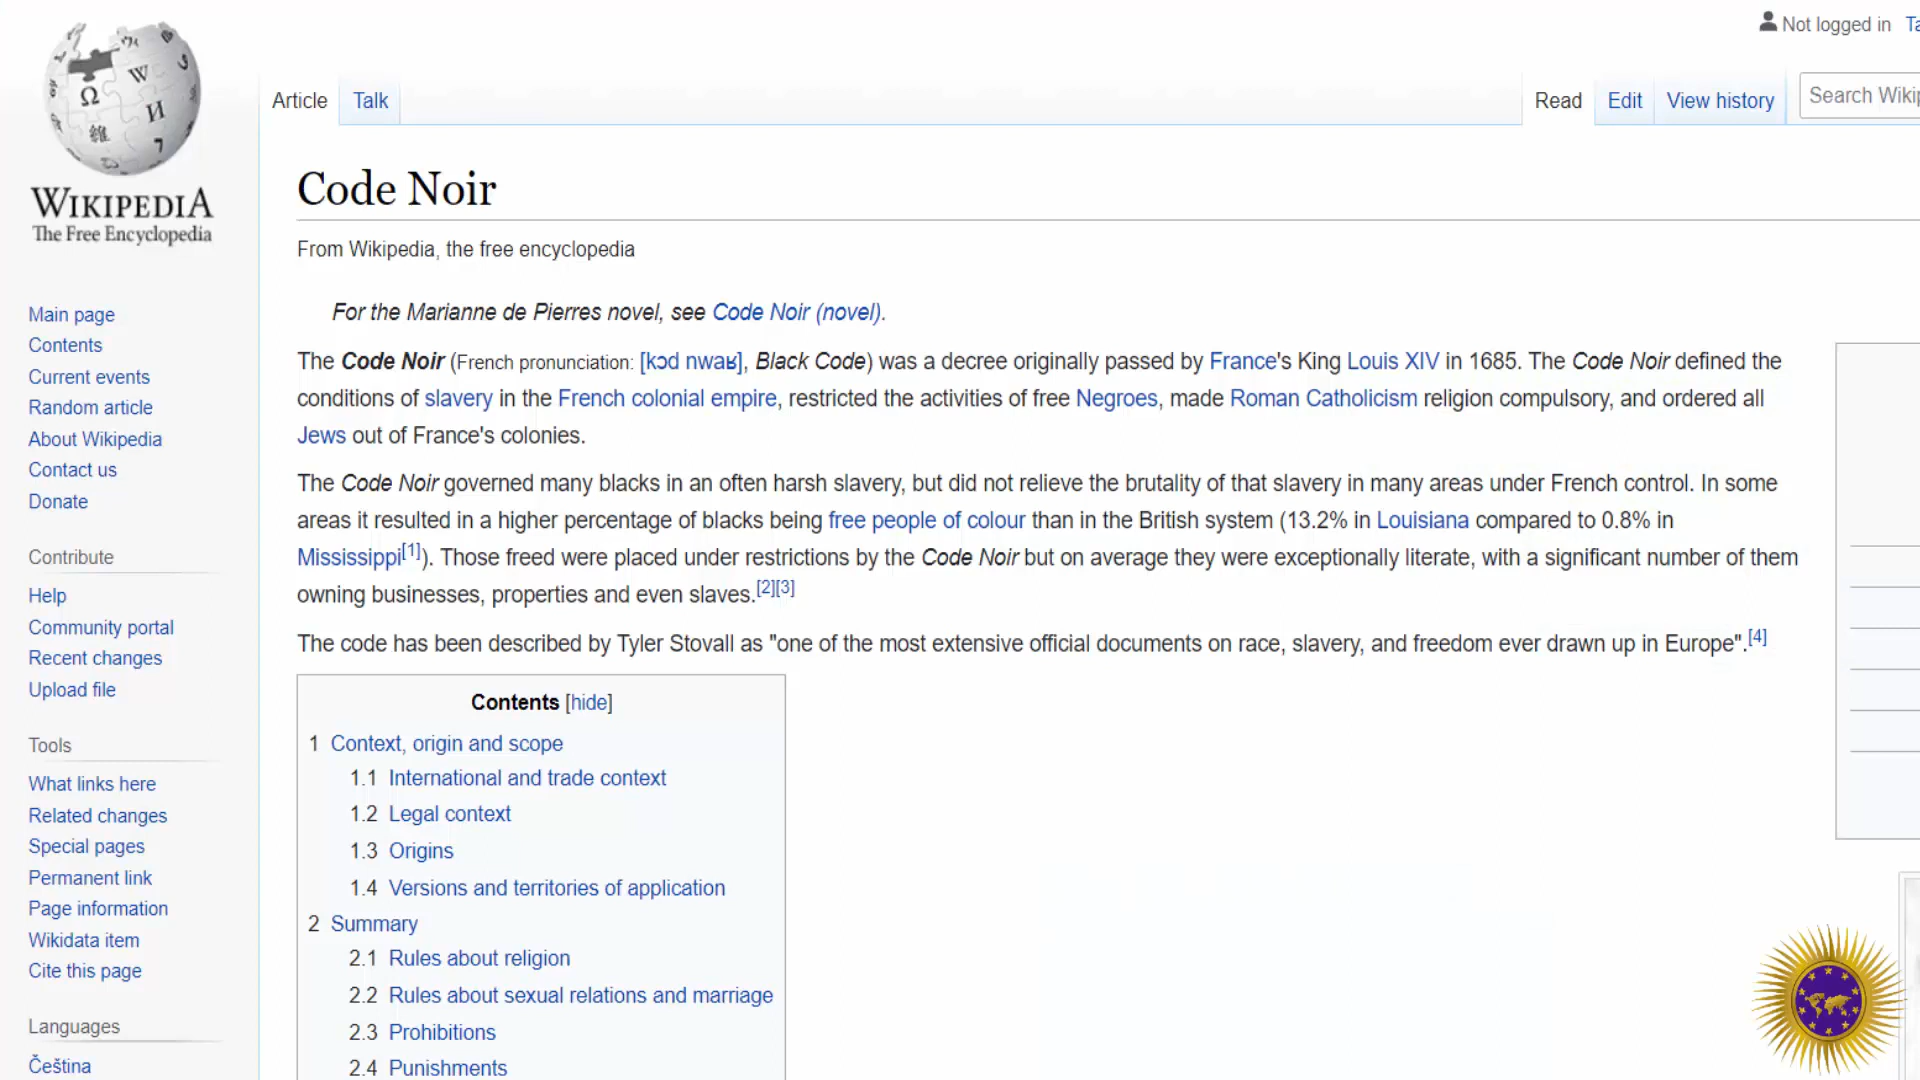 Not logged in
Article Talk Read Edit View history
WIKIPEDIA
The Free Encyclopedia
Code Noir
From Wikipedia, the free encyclopedia
For the Marianne de Pierres novel, see Code Noir (novel).
The Code Noir (French pronunciation: [kɔd nwaʁ], Black Code) was a decree originally passed by France's King Louis XIV in 1685. The Code Noir defined the
conditions of slavery in the French colonial empire, restricted the activities of free Negroes, made Roman Catholicism religion compulsory, and ordered all
Jews out of France's colonies.
The Code Noir governed many blacks in an often harsh slavery, but did not relieve the brutality of that slavery in many areas under French control. In some
areas it resulted in a higher percentage of blacks being free people of colour than in the British system (13.2% in Louisiana compared to 0.8% in
Mississippi[1]). Those freed were placed under restrictions by the Code Noir but on average they were exceptionally literate, with a significant number of them
owning businesses, properties and even slaves.[2][3]
The code has been described by Tyler Stovall as "one of the most extensive official documents on race, slavery, and freedom ever drawn up in Europe".[4]
Contents [hide]
1 Context, origin and scope
1.1 International and trade context
1.2 Legal context
1.3 Origins
1.4 Versions and territories of application
2 Summary
2.1 Rules about religion
2.2 Rules about sexual relations and marriage
2.3 Prohibitions
2.4 Punishments
Main page
Contents
Current events
Random article
About Wikipedia
Contact us
Donate
Contribute
Help
Community portal
Recent changes
Upload file
Tools
What links here
Related changes
Special pages
Permanent link
Page information
Wikidata item
Cite this page
Languages
Čeština